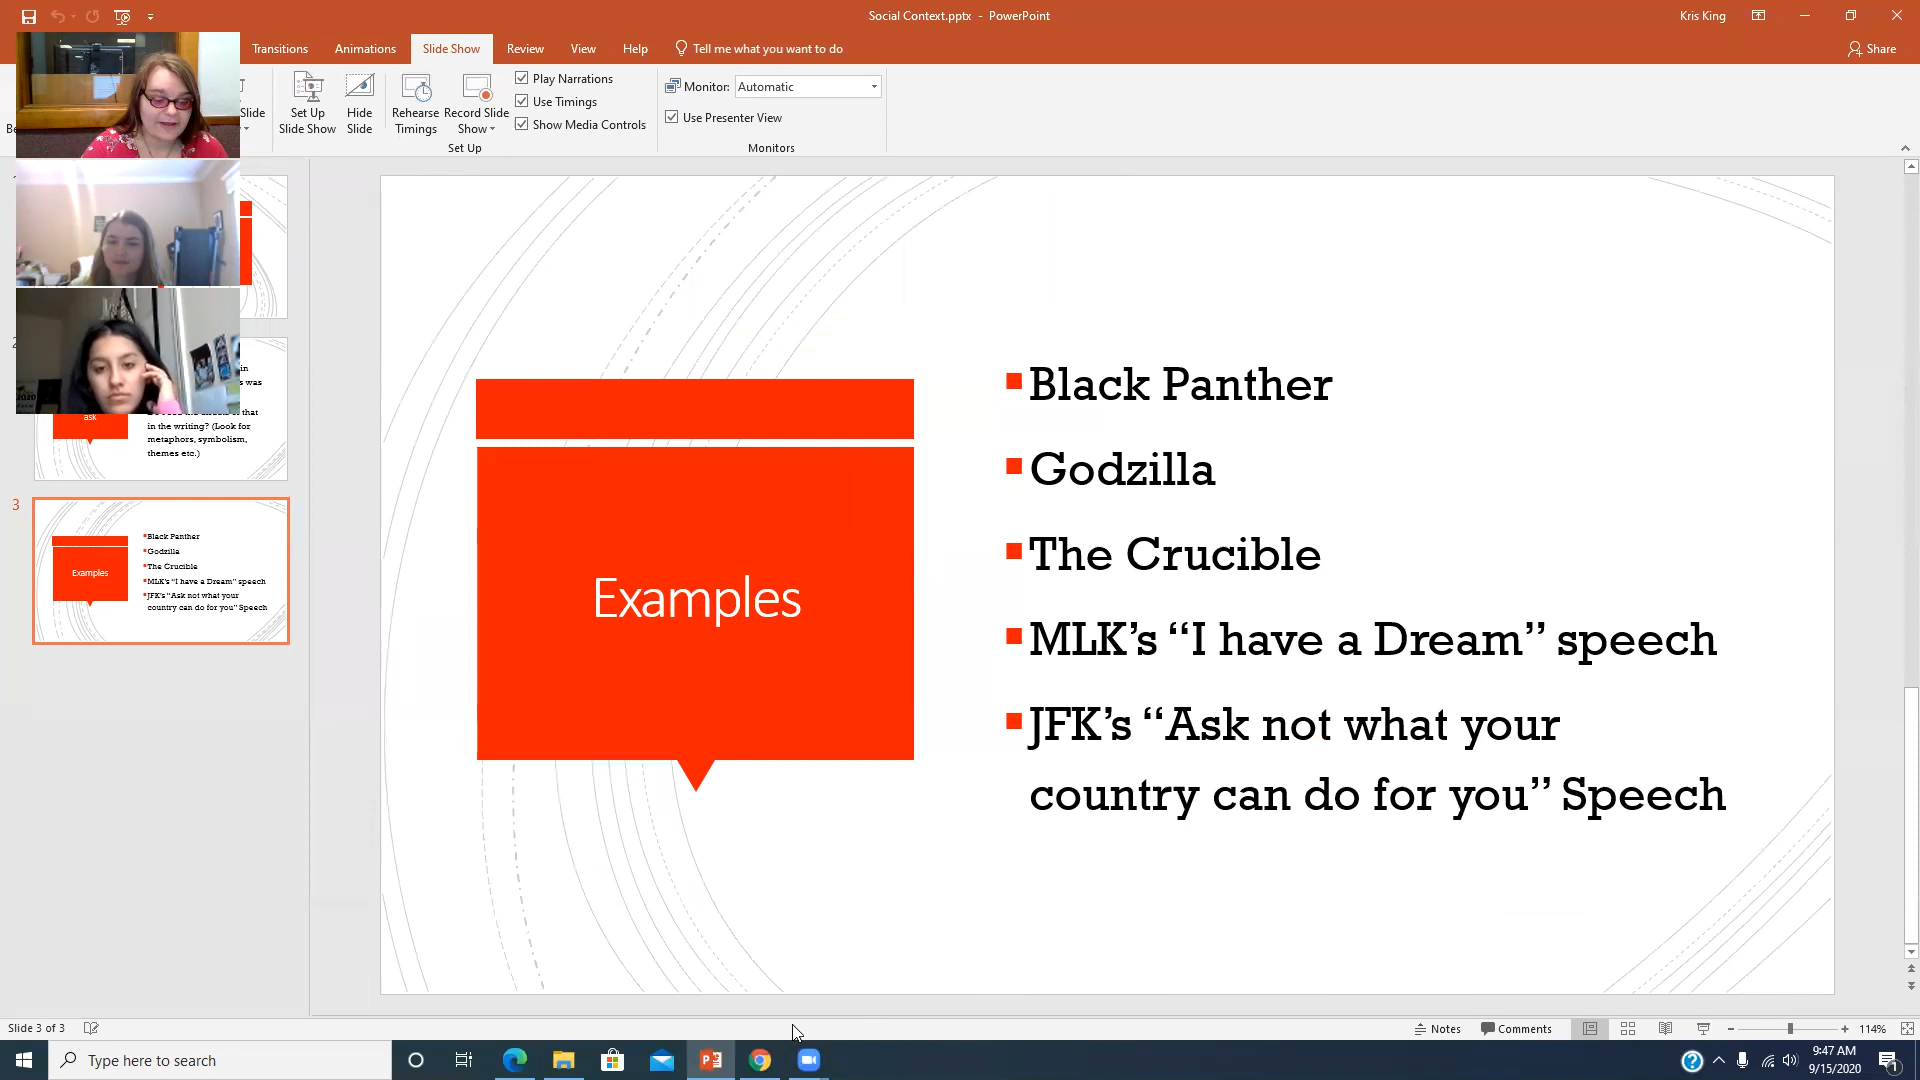 Social Context.pptx - PowerPoint
Kris King
Transitions
Animations
Slide Show
Review
View
Help
Tell me what you want to do
Share
Slide
Set Up
Slide Show
Hide
Slide
Rehearse
Timings
Record Slide
Show
Play Narrations
Use Timings
Show Media Controls
Set Up
Monitor:
Automatic
Use Presenter View
Monitors
2
in
was
that
ask
in the writing? (Look for
metaphors, symbolism,
themes etc.)
3
Examples
Black Panther
Godzilla
The Crucible
MLK's "I have a Dream" speech
JFK's "Ask not what your
country can do for you" Speech
Examples
Black Panther
Godzilla
The Crucible
MLK’s “I have a Dream” speech
JFK’s “Ask not what your
country can do for you” Speech
Slide 3 of 3
Notes
Comments
114%
Type here to search
9:47 AM
9/15/2020
1